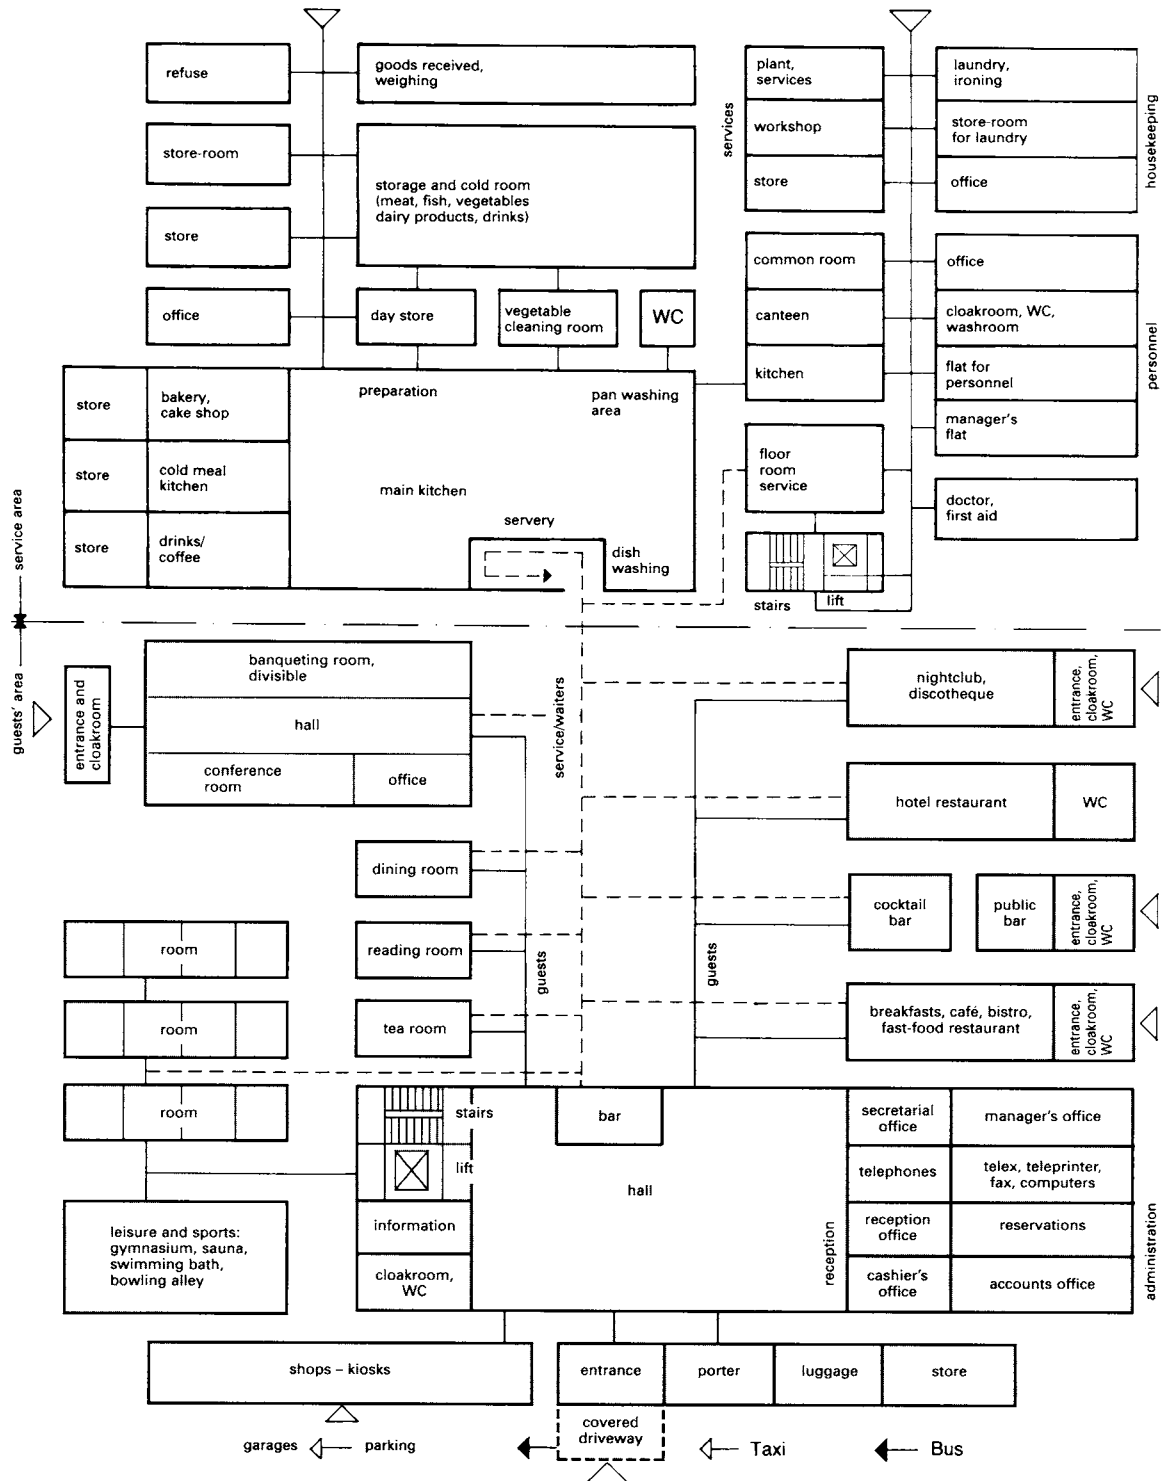 refuse
goods received,
weighing
store-room
storage and cold room
(meat, fish, vegetables
dairy products, drinks)
store
office
day store
vegetable
cleaning room
WC
store
bakery,
cake shop
store
cold meal
kitchen
store
drinks/
coffee
preparation
pan washing
area
main kitchen
servery
dish
washing
services
plant,
services
workshop
store
laundry,
ironing
store-room
for laundry
office
housekeeping
common room
canteen
kitchen
office
cloakroom, WC,
washroom
flat for
personnel
manager's
flat
personnel
floor
room
service
doctor,
first aid
stairs
lift
service area
guests' area
entrance and
cloakroom
banqueting room,
divisible
hall
conference
room
office
service/waiters
nightclub,
discotheque
entrance,
cloakroom,
WC
hotel restaurant
WC
dining room
cocktail
bar
public
bar
entrance,
cloakroom,
WC
room
reading room
guests
guests
room
tea room
breakfasts, café, bistro,
fast-food restaurant
entrance,
cloakroom,
WC
room
stairs
lift
bar
hall
information
cloakroom,
WC
leisure and sports:
gymnasium, sauna,
swimming bath,
bowling alley
reception
secretarial
office
manager's office
telephones
telex, teleprinter,
fax, computers
reception
office
reservations
cashier's
office
accounts office
administration
shops – kiosks
entrance
porter
luggage
store
covered
driveway
garages
parking
Taxi
Bus